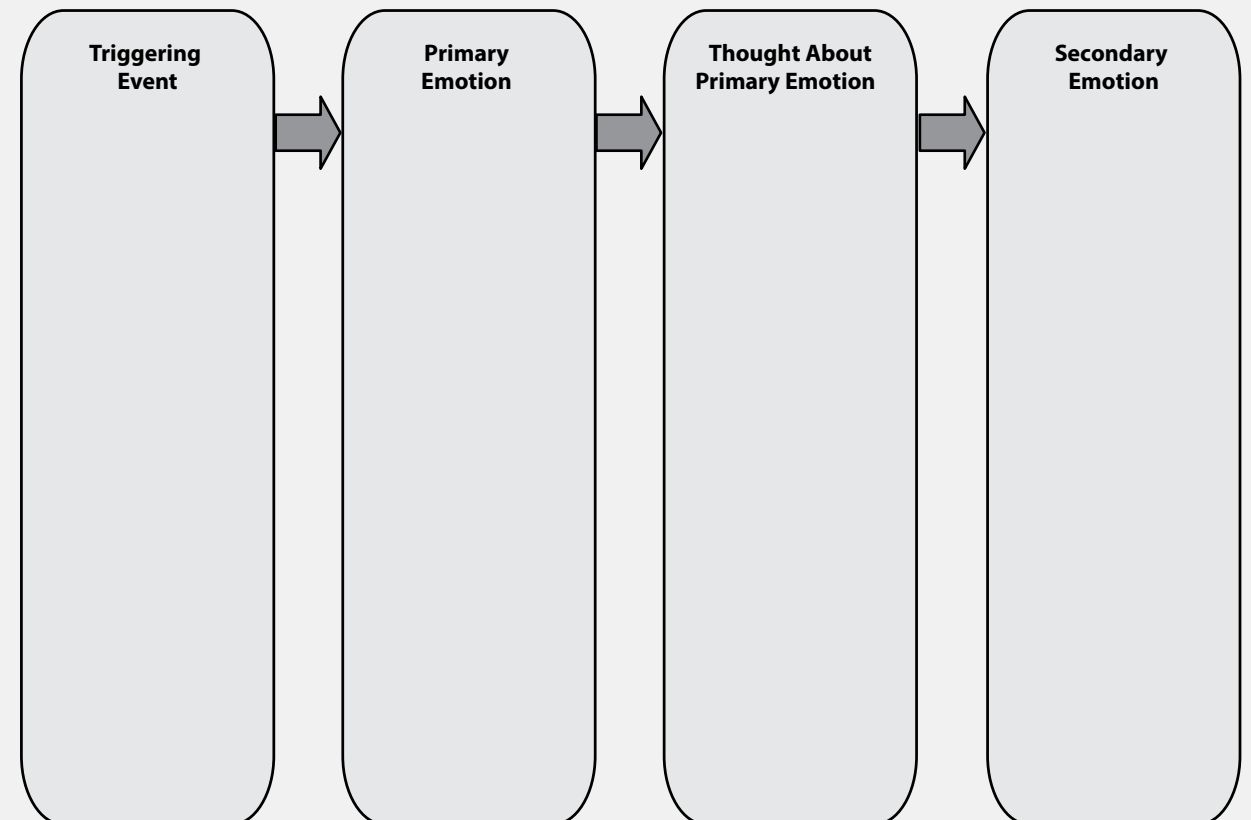 Triggering
Event
Primary
Emotion
Thought About
Primary Emotion
Secondary
Emotion